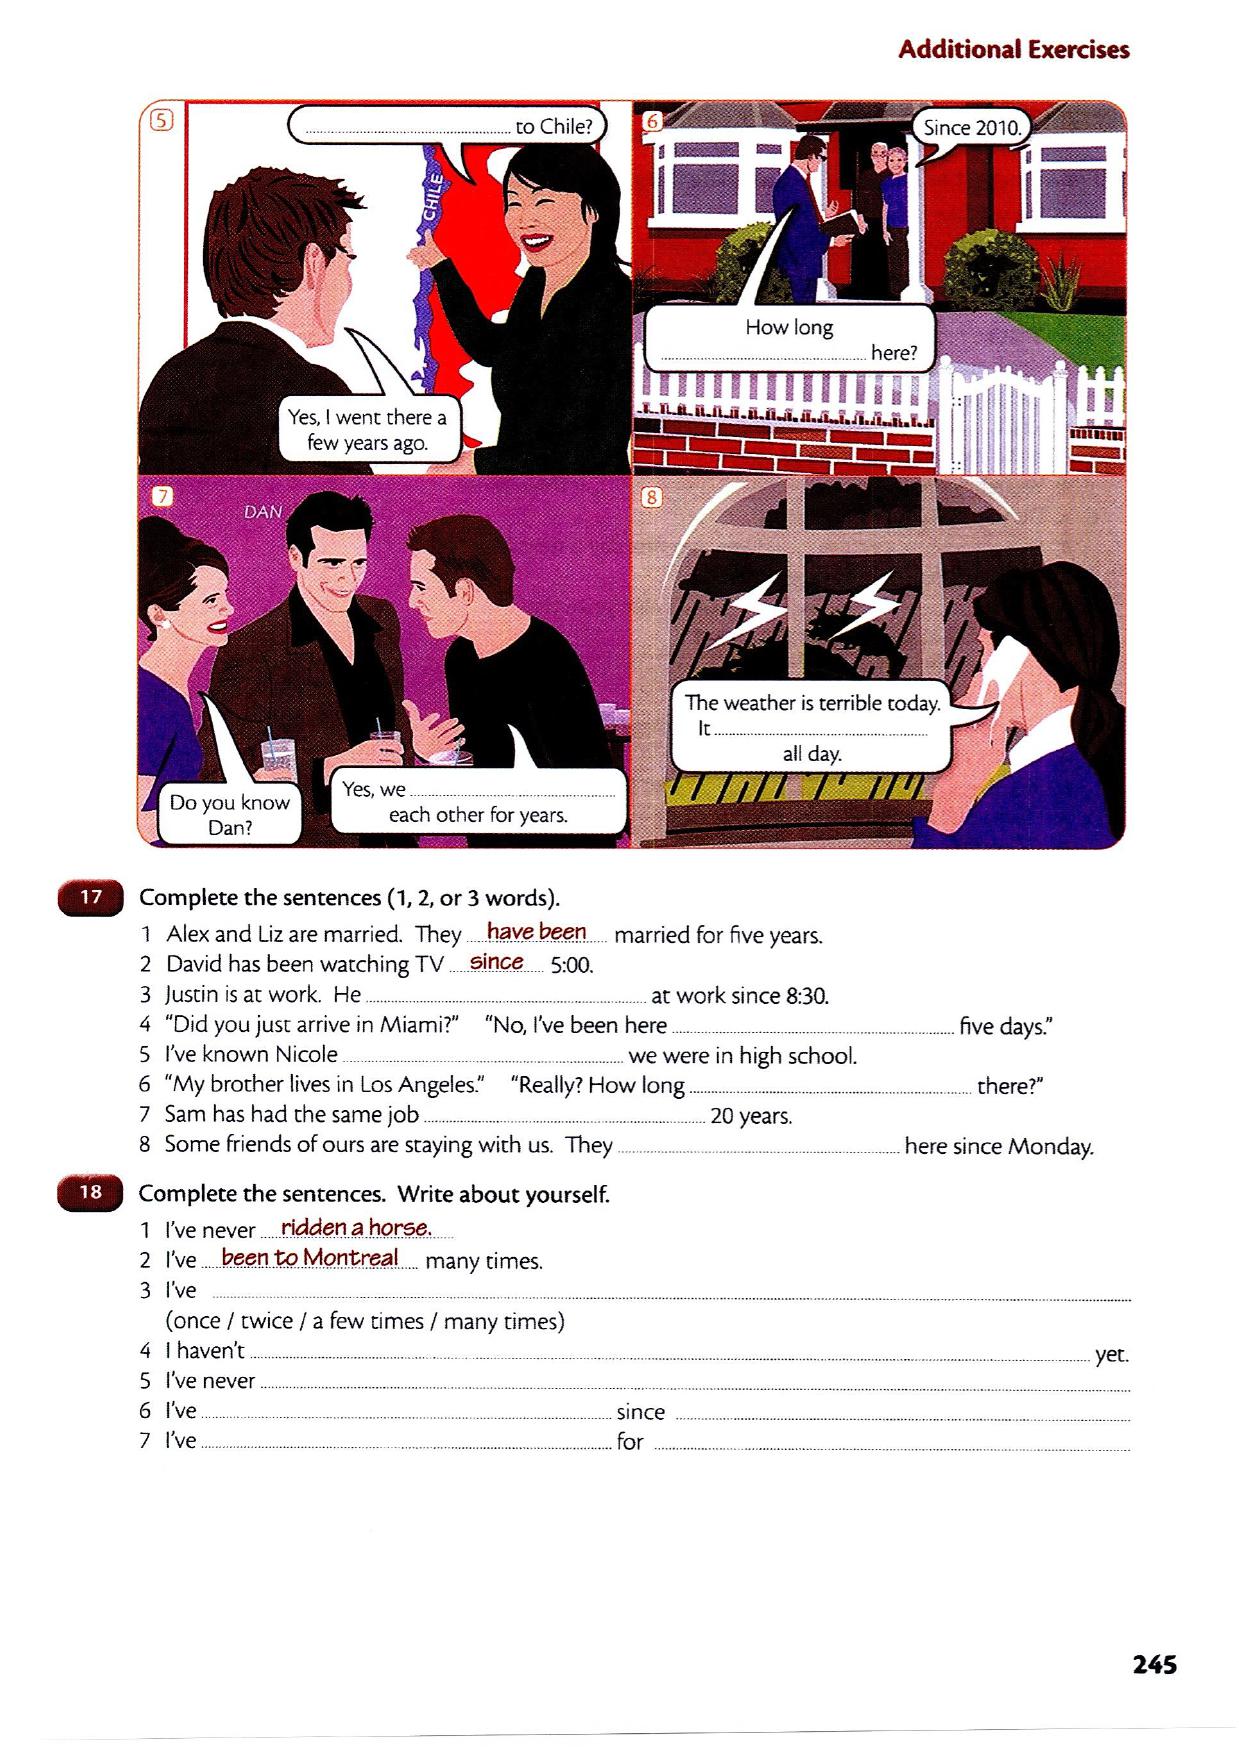 Additional Exercises
5
............ to Chile?
CHILE
Yes, I went there a
few years ago.
6
Since 2010.
How long
............ here?
7
DAN
Do you know
Dan?
Yes, we ............
each other for years.
8
The weather is terrible today.
It ............
all day.
17 Complete the sentences (1, 2, or 3 words).
1 Alex and Liz are married. They have been married for five years.
2 David has been watching TV since 5:00.
3 Justin is at work. He ............ at work since 8:30.
4 "Did you just arrive in Miami?" "No, I've been here ............ five days."
5 I've known Nicole ............ we were in high school.
6 "My brother lives in Los Angeles." "Really? How long ............ there?"
7 Sam has had the same job ............ 20 years.
8 Some friends of ours are staying with us. They ............ here since Monday.
18 Complete the sentences. Write about yourself.
1 I've never ridden a horse.
2 I've been to Montreal many times.
3 I've ............
(once / twice / a few times / many times)
4 I haven't ............ yet.
5 I've never ............
6 I've ............ since ............
7 I've ............ for ............
245